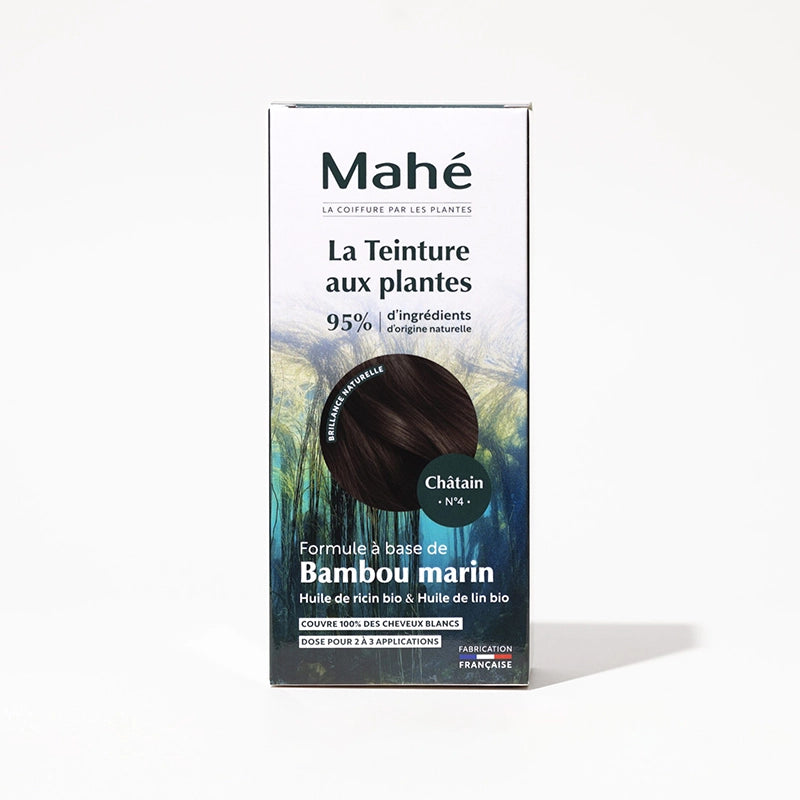 Mahé
LA COIFFURE PAR LES PLANTES
La Teinture
aux plantes
95% d'ingrédients
d'origine naturelle
BRILLANCE NATURELLE
Châtain
• N°4 •
Formule à base de
Bambou marin
Huile de ricin bio & Huile de lin bio
COUVRE 100% DES CHEVEUX BLANCS
DOSE POUR 2 À 3 APPLICATIONS
FABRICATION
FRANÇAISE